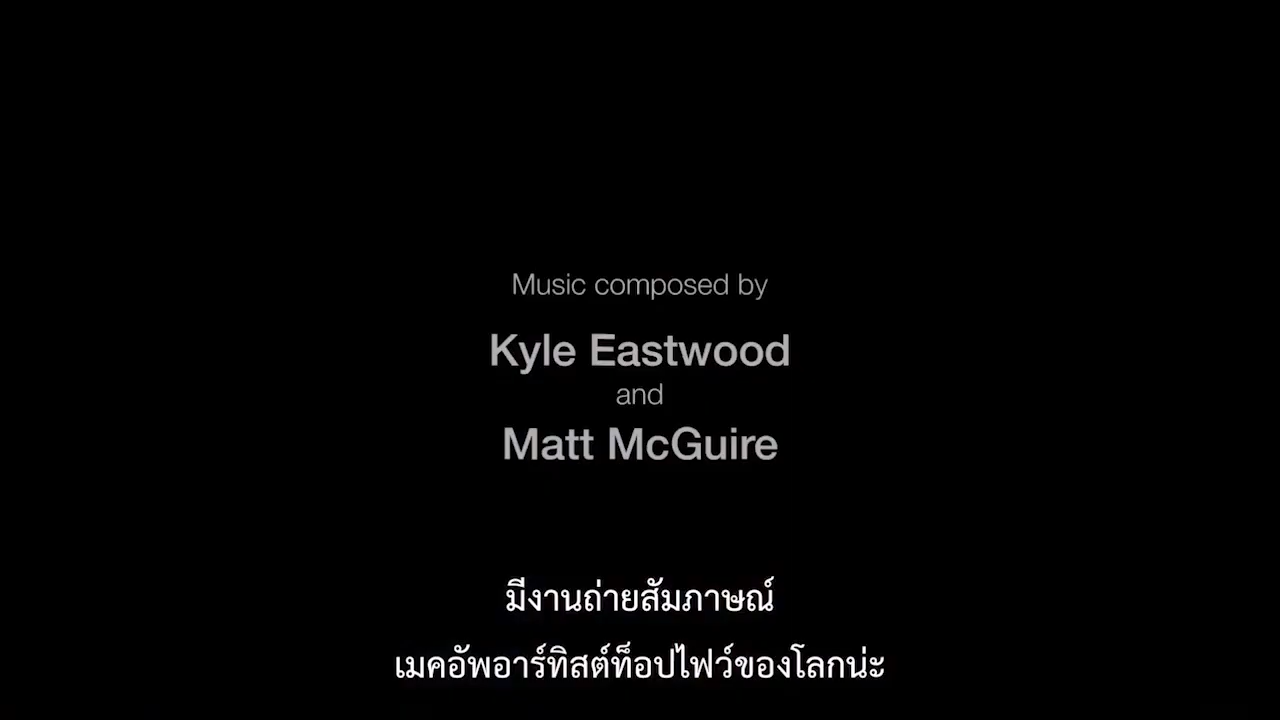 Music composed by
Kyle Eastwood
and
Matt McGuire
มีงานถ่ายสัมภาษณ์
เมคอัพอาร์ทิสต์ท็อปไฟว์ของโลกน่ะ